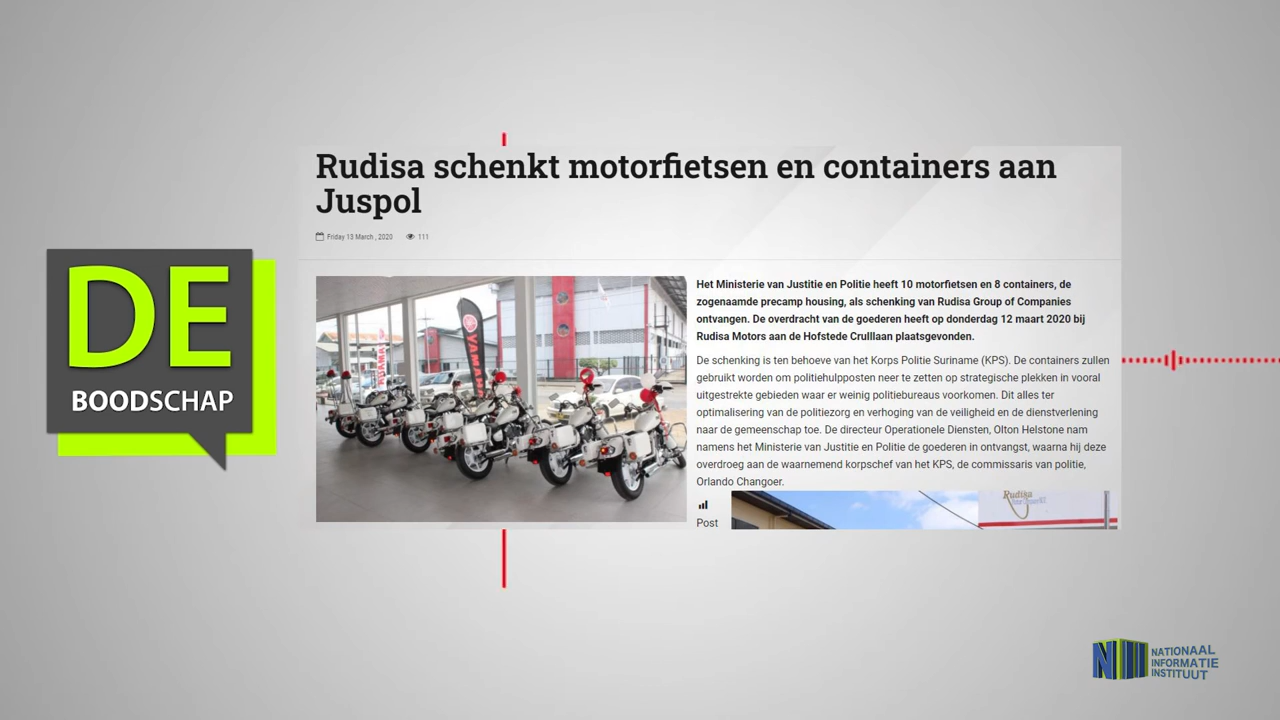 Rudisa schenkt motorfietsen en containers aan
Juspol
Friday 13 March , 2020 111
DE
BOODSCHAP
YAMAHA
Het Ministerie van Justitie en Politie heeft 10 motorfietsen en 8 containers, de
zogenaamde precamp housing, als schenking van Rudisa Group of Companies
ontvangen. De overdracht van de goederen heeft op donderdag 12 maart 2020 bij
Rudisa Motors aan de Hofstede Crulllaan plaatsgevonden.
De schenking is ten behoeve van het Korps Politie Suriname (KPS). De containers zullen
gebruikt worden om politiehulpposten neer te zetten op strategische plekken in vooral
uitgestrekte gebieden waar er weinig politiebureaus voorkomen. Dit alles ter
optimalisering van de politiezorg en verhoging van de veiligheid en de dienstverlening
naar de gemeenschap toe. De directeur Operationele Diensten, Olton Helstone nam
namens het Ministerie van Justitie en Politie de goederen in ontvangst, waarna hij deze
overdroeg aan de waarnemend korpschef van het KPS, de commissaris van politie,
Orlando Changoer.
Post
Rudisa
NATIONAAL
INFORMATIE
INSTITUUT